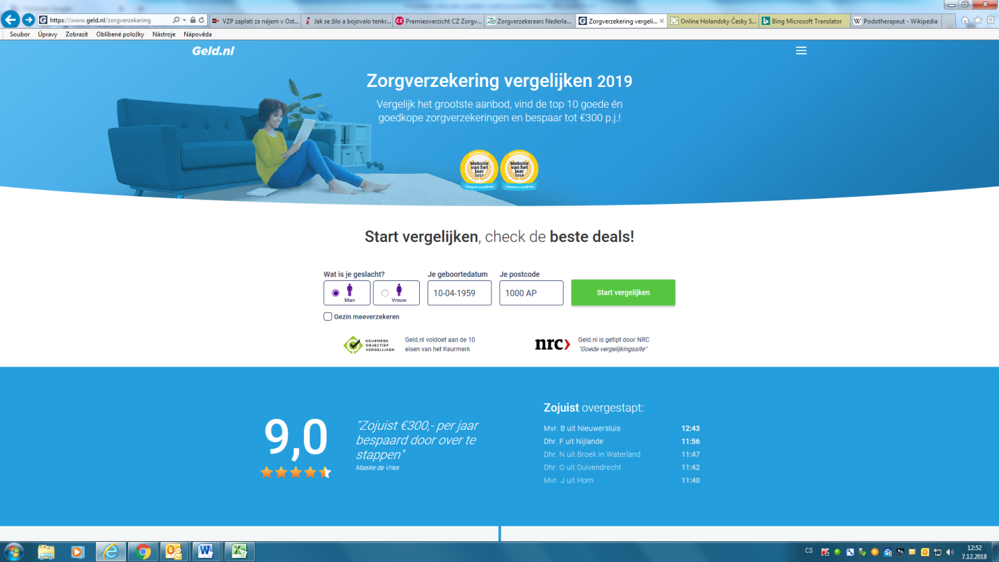 https://www.geld.nl/zorgverzekering
VZP zaplatí za nájem v Ost...
Jak se žilo a bojovalo tenkr...
Premieoverzicht CZ Zorgv...
Zorgverzekeraars Nederla...
Zorgverzekering vergeli...
Online Holandsky Česky S...
Bing Microsoft Translator
Podotherapeut - Wikipedia
Soubor Úpravy Zobrazit Oblíbené položky Nástroje Nápověda
Geld.nl
Zorgverzekering vergelijken 2019
Vergelijk het grootste aanbod, vind de top 10 goede én
goedkope zorgverzekeringen en bespaar tot €300 p.j.!
Website van het Jaar 2017
Website van het Jaar 2018
Start vergelijken, check de beste deals!
Wat is je geslacht? Je geboortedatum Je postcode
Man Vrouw 10-04-1959 1000 AP Start vergelijken
Gezin meeverzekeren
KEURMERK
OBJECTIEF
VERGELIJKEN
Geld.nl voldoet aan de 10
eisen van het Keurmerk
nrc
Geld.nl is getipt door NRC
"Goede vergelijkingssite"
9,0
"Zojuist €300,- per jaar
bespaard door over te
stappen"
Maaike de Vries
Zojuist overgestapt:
Mvr. B uit Nieuwersluis 12:43
Dhr. F uit Nijlande 11:56
Dhr. N uit Broek in Waterland 11:47
Dhr. O uit Duivendrecht 11:42
Mvr. J uit Horn 11:40
CS
12:52
7.12.2018